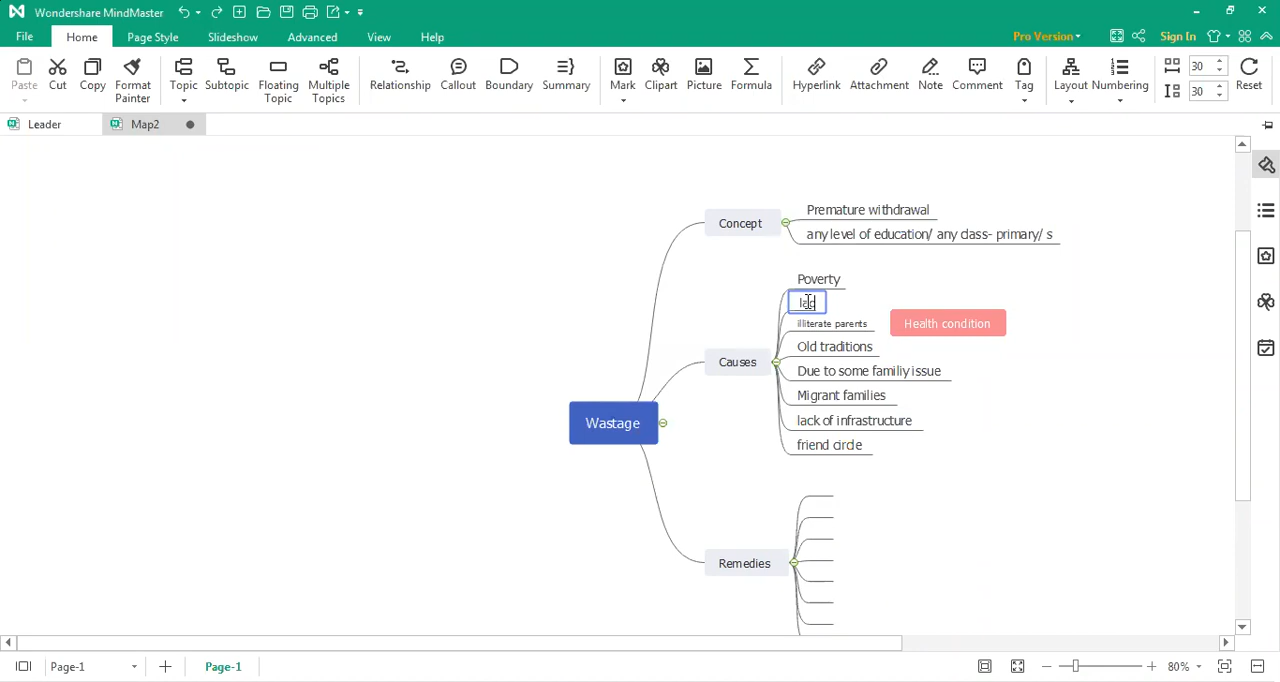 Wondershare MindMaster
File Home Page Style Slideshow Advanced View Help Pro Version Sign In
Paste Cut Copy Format Painter Topic Subtopic Floating Topic Multiple Topics Relationship Callout Boundary Summary Mark Clipart Picture Formula Hyperlink Attachment Note Comment Tag Layout Numbering 30 30 Reset
Leader Map2
Concept
Premature withdrawal
any level of education/ any class- primary/ s
Poverty
illiterate parents
Health condition
Old traditions
Causes
Due to some familiy issue
Migrant families
Wastage
lack of infrastructure
friend circle
Remedies
Page-1 Page-1 80%